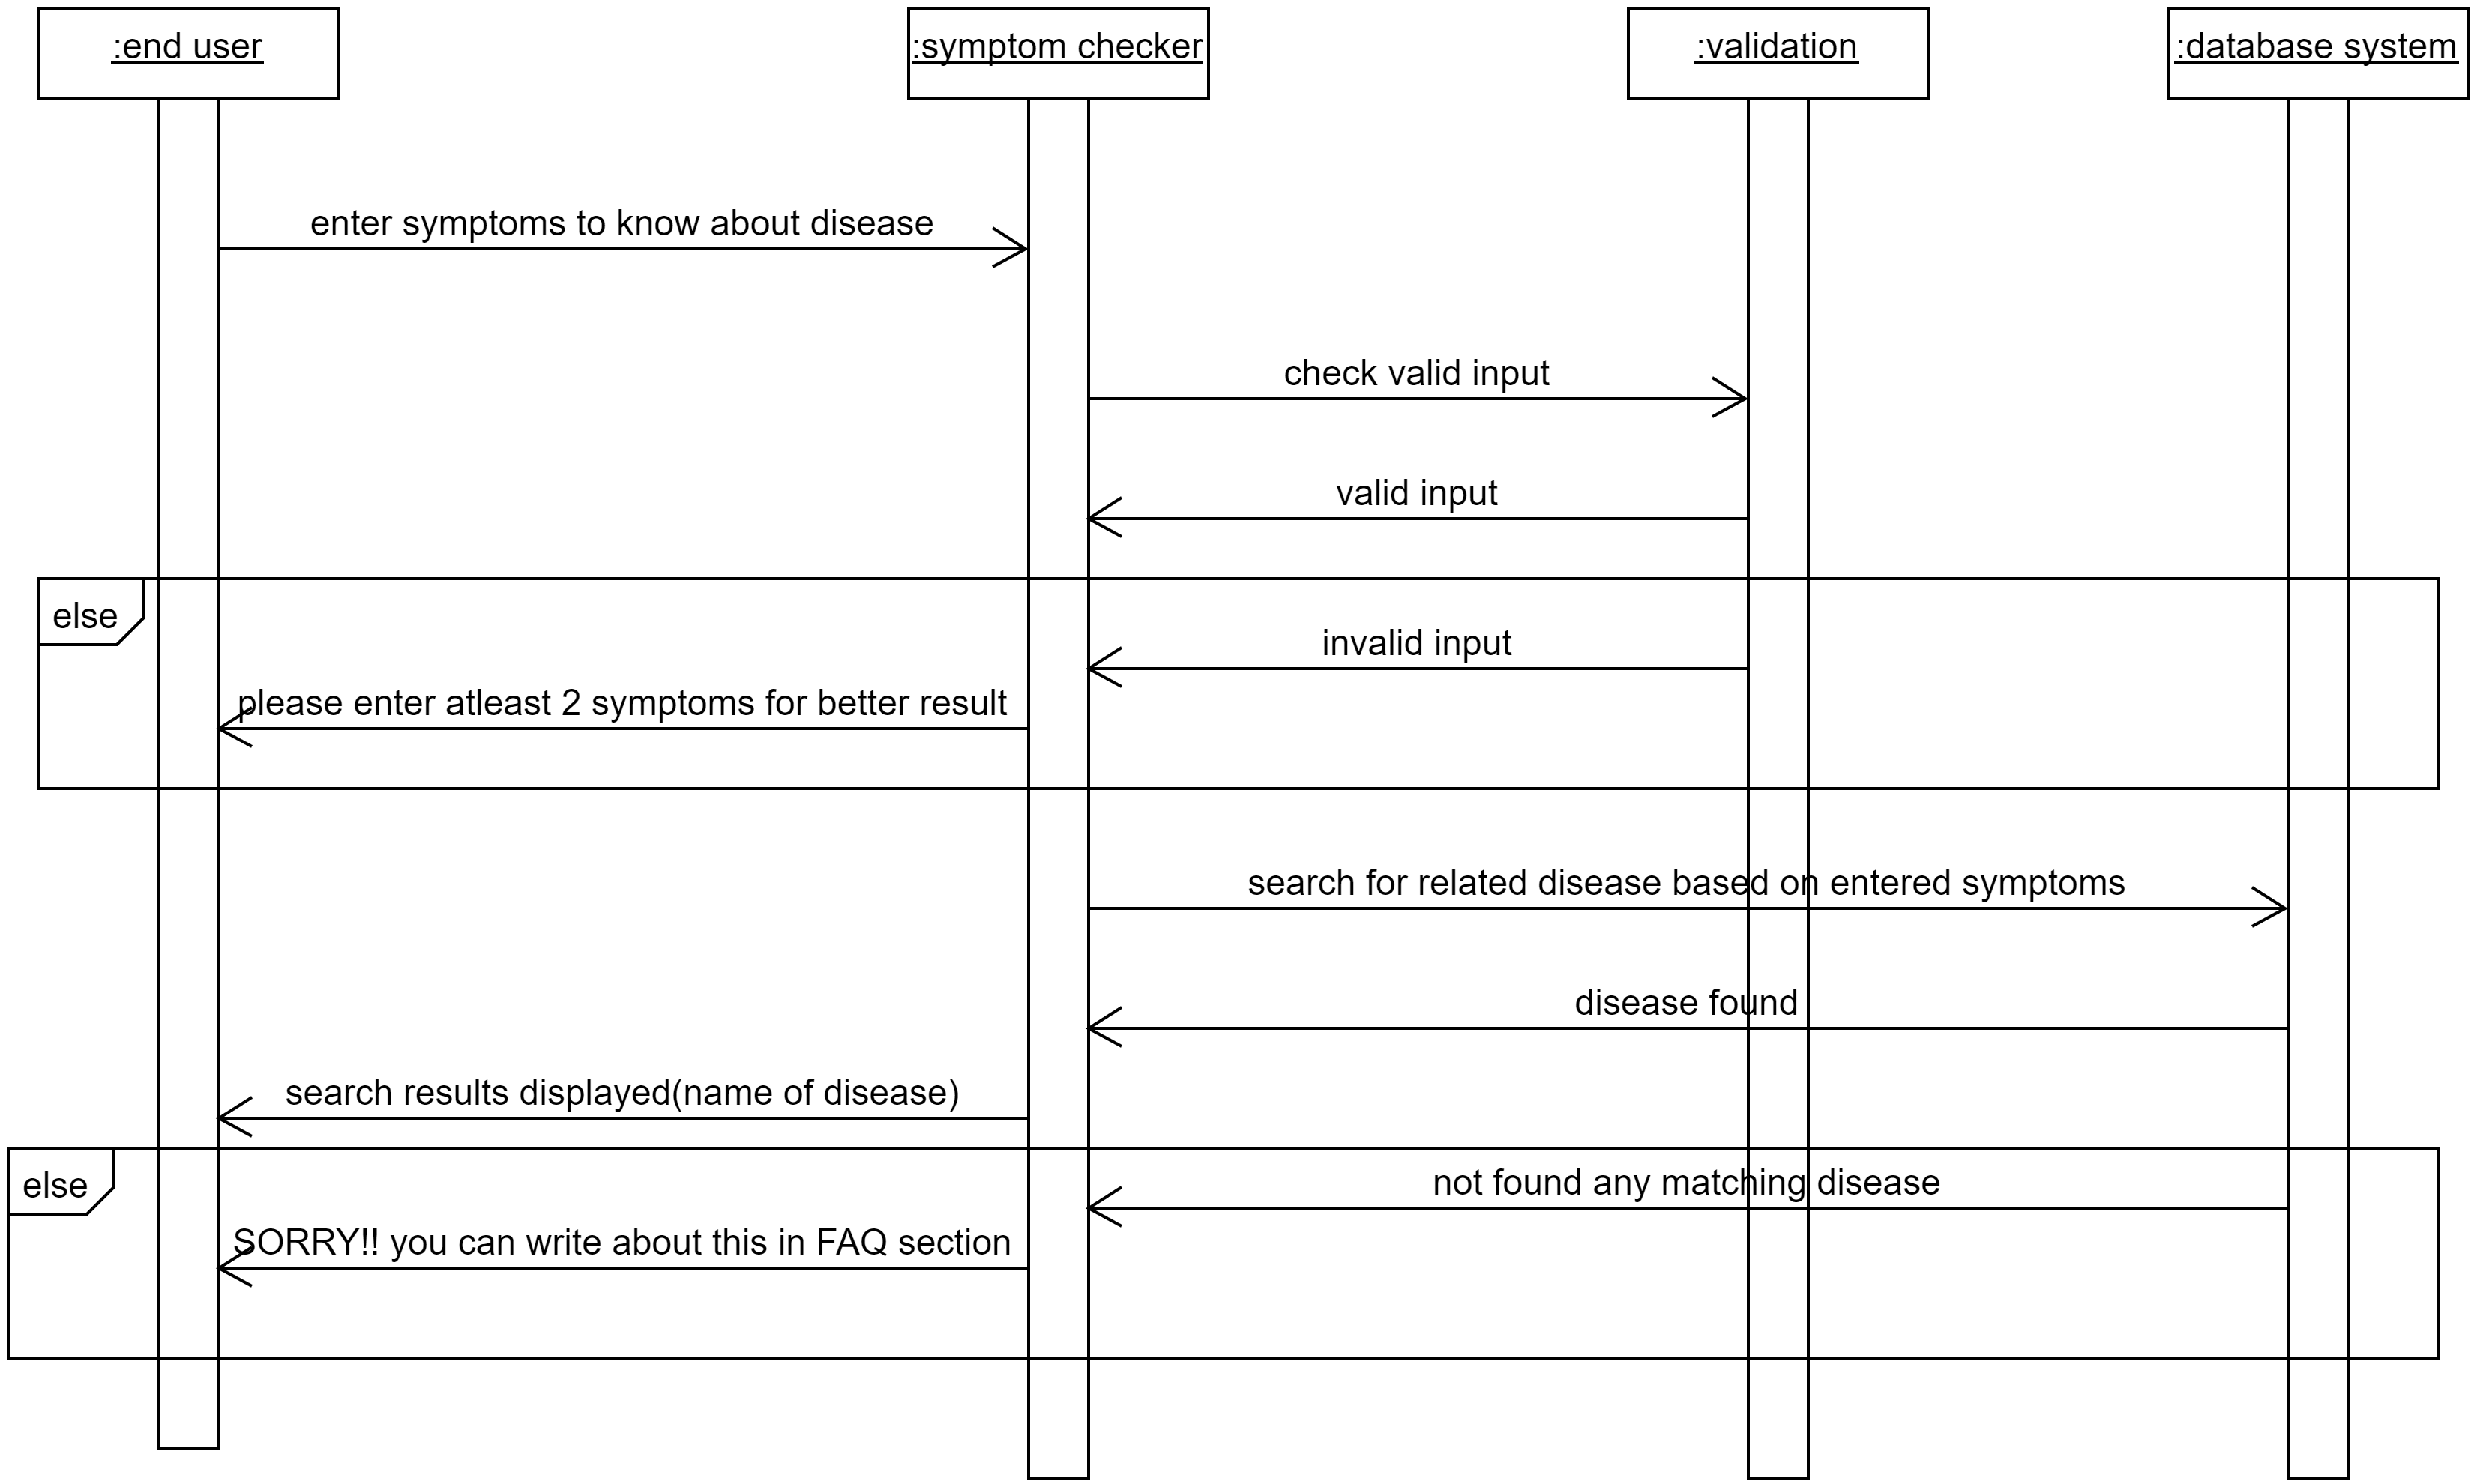 :end user
:symptom checker
:validation
:database system
enter symptoms to know about disease
check valid input
valid input
else
invalid input
please enter atleast 2 symptoms for better result
search for related disease based on entered symptoms
disease found
search results displayed(name of disease)
else
not found any matching disease
SORRY!! you can write about this in FAQ section